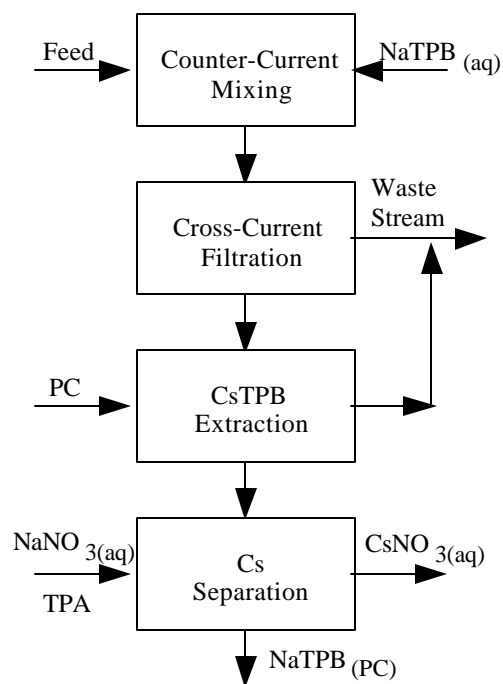 Feed
Counter-Current
Mixing
NaTPB (aq)
Cross-Current
Filtration
Waste
Stream
PC
CsTPB
Extraction
NaNO 3(aq)
TPA
Cs
Separation
CsNO 3(aq)
NaTPB (PC)